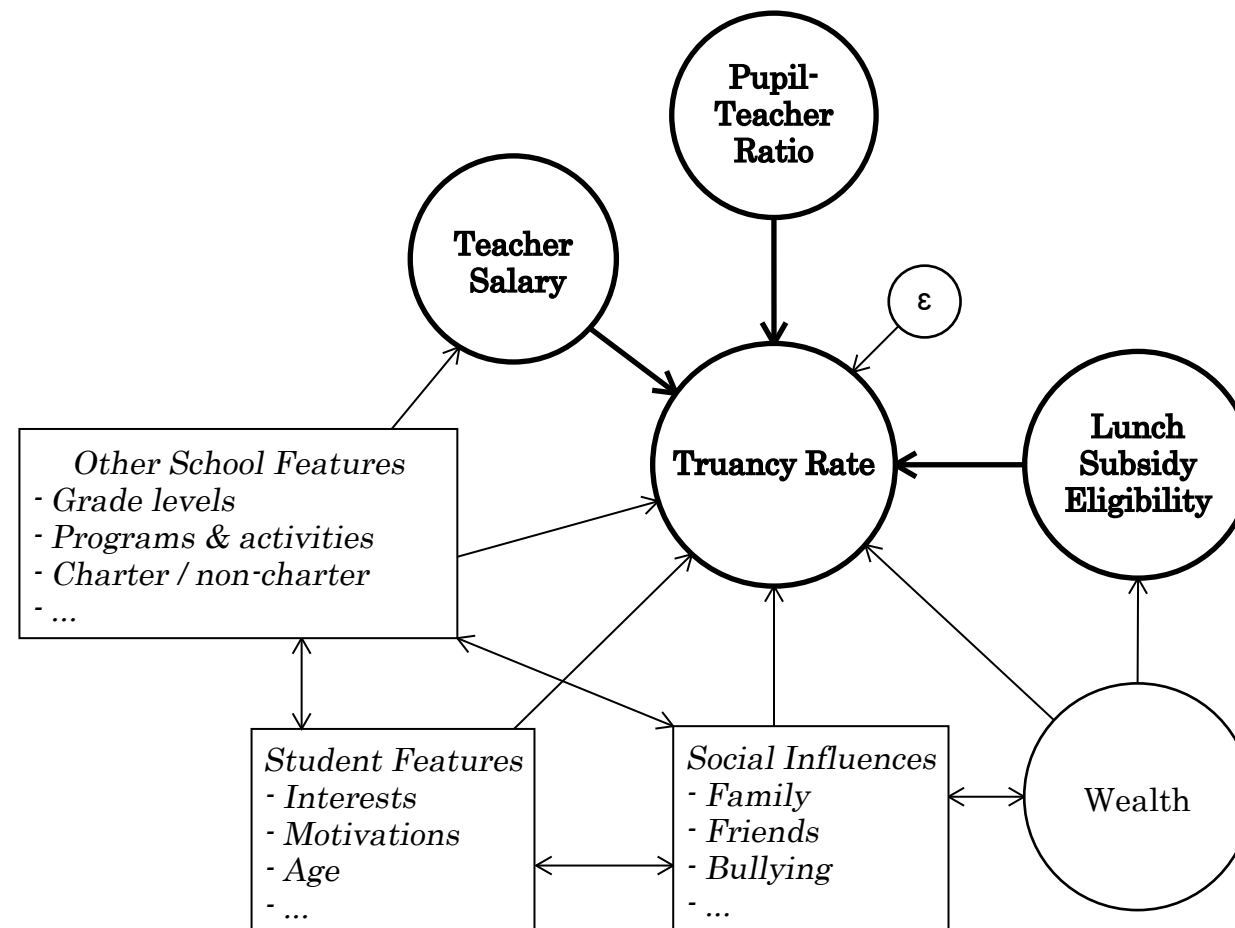 Pupil-
Teacher
Ratio
Teacher
Salary
ε
Lunch
Subsidy
Eligibility
Truancy Rate
Other School Features
- Grade levels
- Programs & activities
- Charter / non-charter
- ...
Student Features
- Interests
- Motivations
- Age
- ...
Social Influences
- Family
- Friends
- Bullying
- ...
Wealth